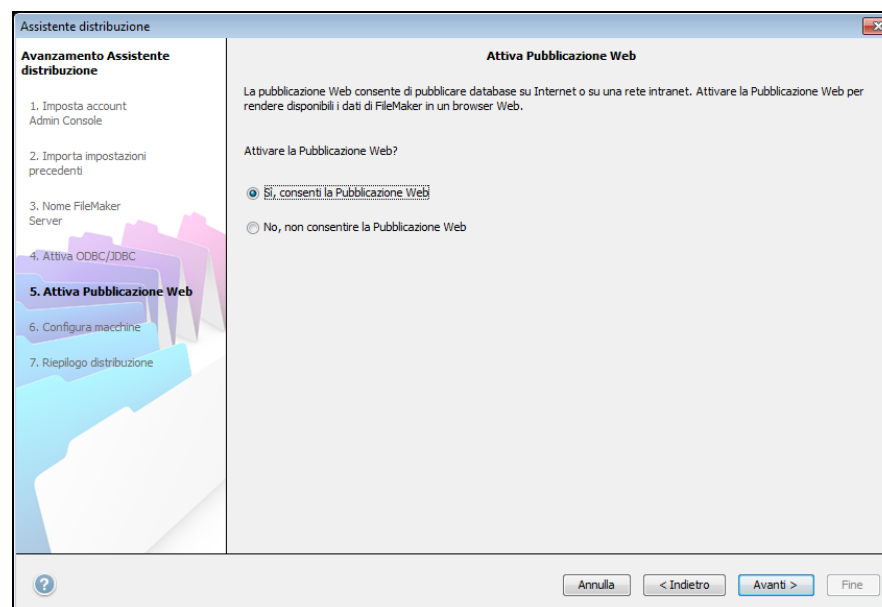 Assistente distribuzione
Avanzamento Assistente
distribuzione
1. Imposta account
Admin Console
2. Importa impostazioni
precedenti
3. Nome FileMaker
Server
4. Attiva ODBC/JDBC
5. Attiva Pubblicazione Web
6. Configura macchine
7. Riepilogo distribuzione
Attiva Pubblicazione Web
La pubblicazione Web consente di pubblicare database su Internet o su una rete intranet. Attivare la Pubblicazione Web per
rendere disponibili i dati di FileMaker in un browser Web.
Attivare la Pubblicazione Web?
Sì, consenti la Pubblicazione Web
No, non consentire la Pubblicazione Web
?
Annulla
< Indietro
Avanti >
Fine